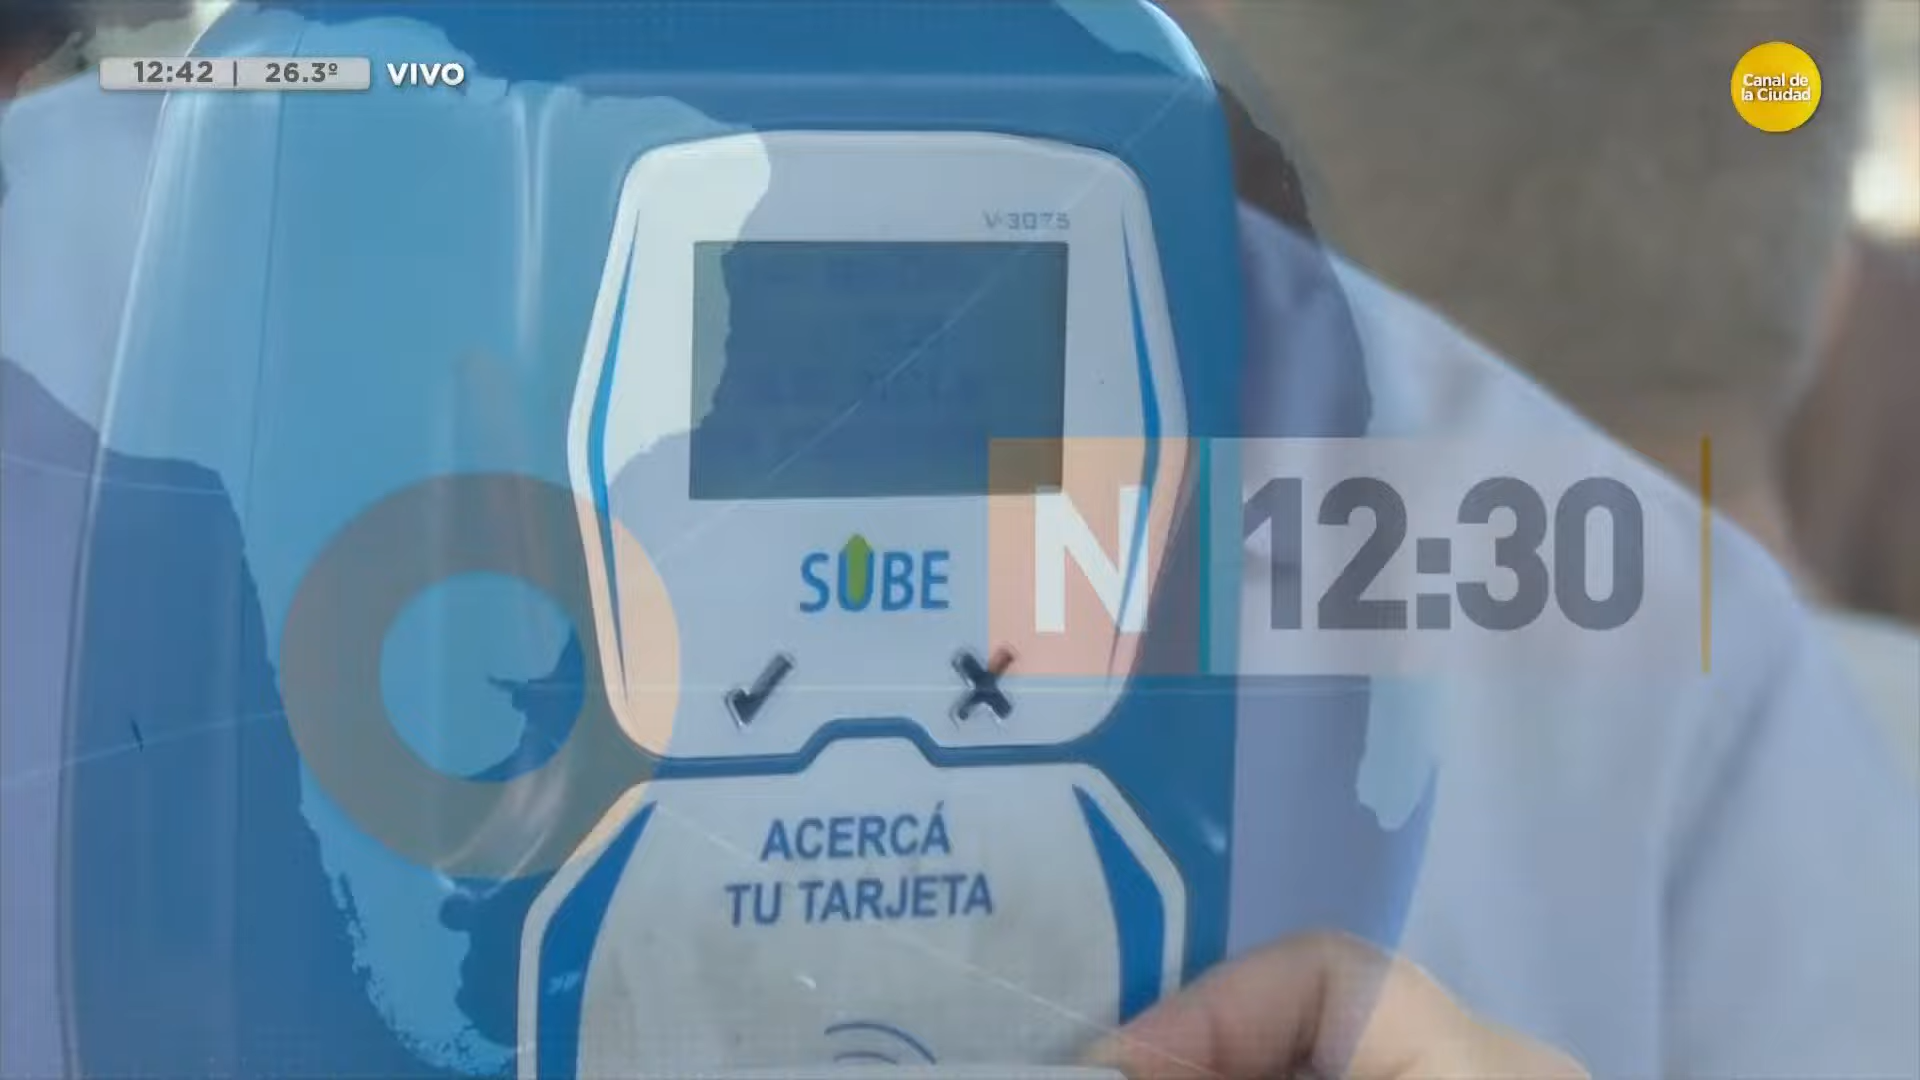 12:42 | 26.3º VIVO
Canal de
la Ciudad
V-3075
SUBE
N 12:30
ACERCÁ
TU TARJETA